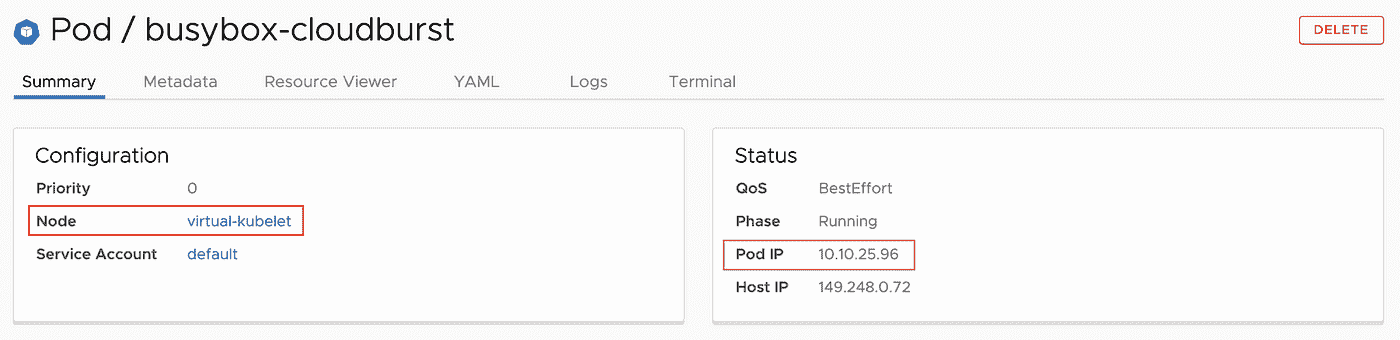 Pod / busybox-cloudburst
DELETE
Summary Metadata Resource Viewer YAML Logs Terminal
Configuration
Priority 0
Node virtual-kubelet
Service Account default
Status
QoS BestEffort
Phase Running
Pod IP 10.10.25.96
Host IP 149.248.0.72